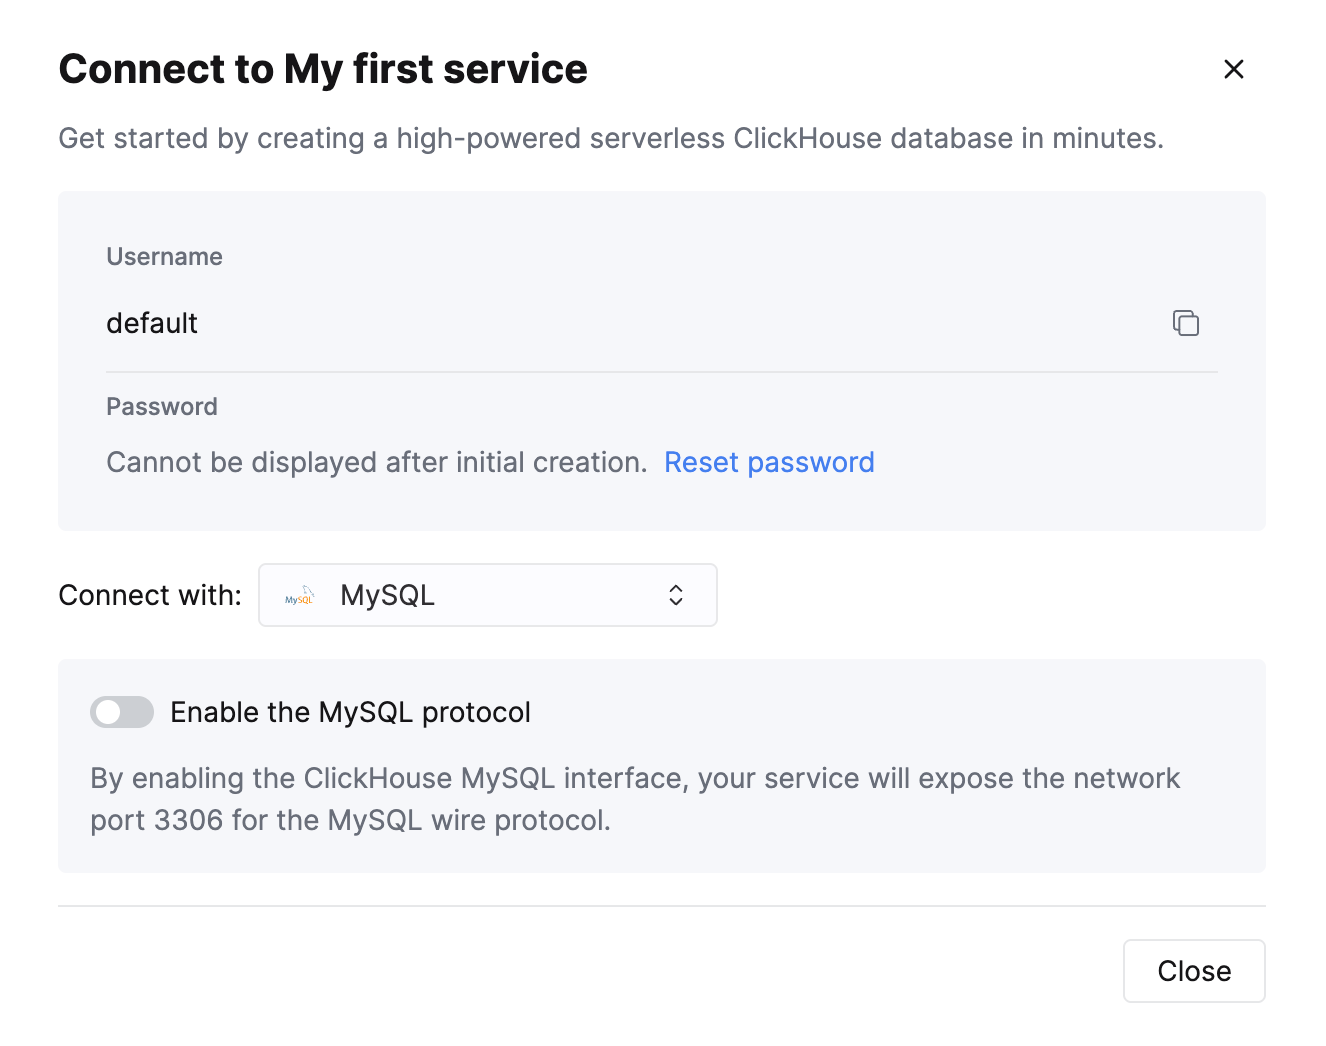 Connect to My first service
Get started by creating a high-powered serverless ClickHouse database in minutes.
Username
default
Password
Cannot be displayed after initial creation. Reset password
Connect with: MySQL MySQL
Enable the MySQL protocol
By enabling the ClickHouse MySQL interface, your service will expose the network
port 3306 for the MySQL wire protocol.
Close